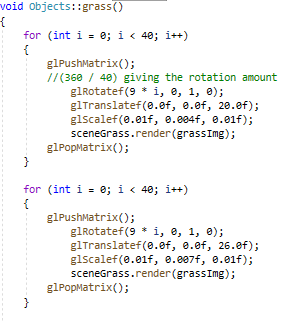 void Objects::grass()
{
for (int i = 0; i < 40; i++)
{
glPushMatrix();
//(360 / 40) giving the rotation amount
glRotatef(9 * i, 0, 1, 0);
glTranslatef(0.0f, 0.0f, 20.0f);
glScalef(0.01f, 0.004f, 0.01f);
sceneGrass.render(grassImg);
glPopMatrix();
}
for (int i = 0; i < 40; i++)
{
glPushMatrix();
glRotatef(9 * i, 0, 1, 0);
glTranslatef(0.0f, 0.0f, 26.0f);
glScalef(0.01f, 0.007f, 0.01f);
sceneGrass.render(grassImg);
glPopMatrix();
}